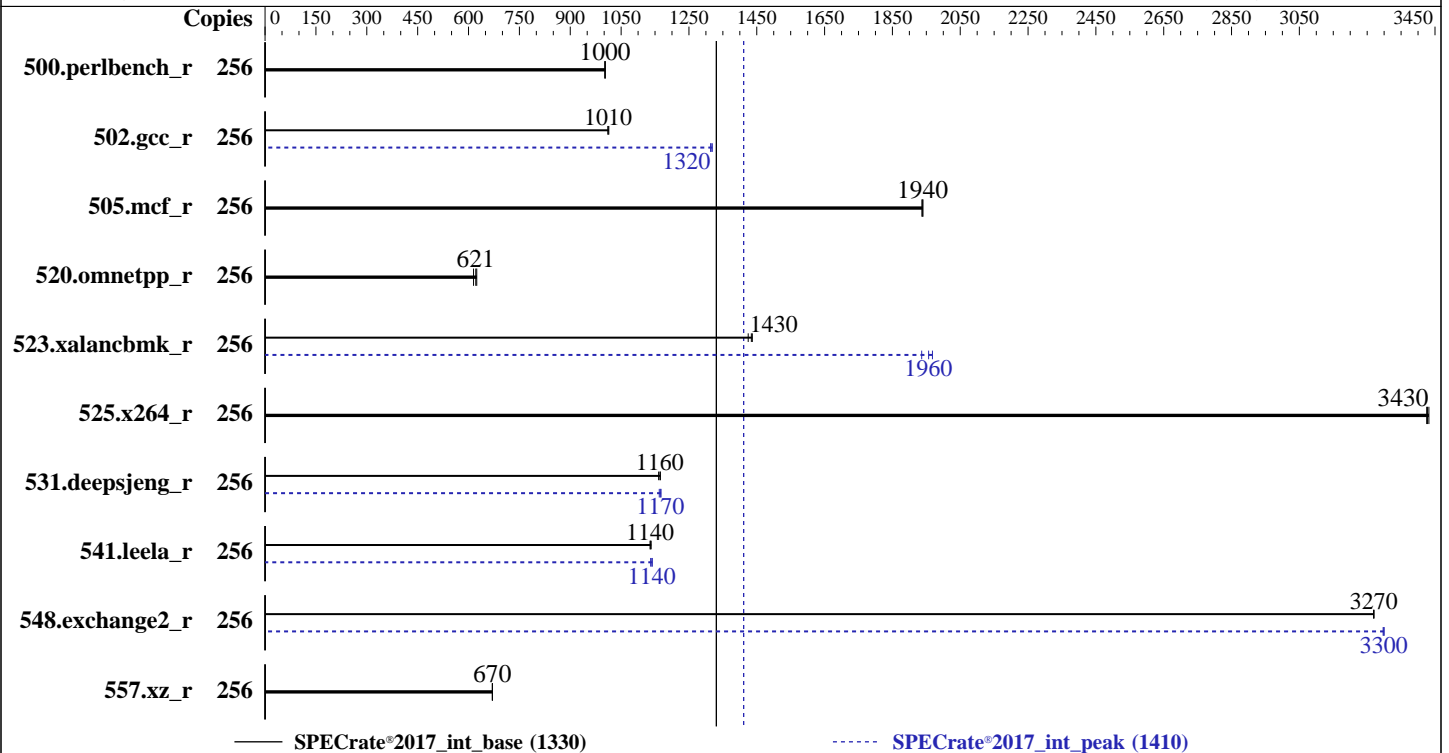 Copies 0 150 300 450 600 750 900 1050 1250 1450 1650 1850 2050 2250 2450 2650 2850 3050 3450
500.perlbench_r 256 1000
502.gcc_r 256 1010
1320
505.mcf_r 256 1940
520.omnetpp_r 256 621
523.xalancbmk_r 256 1430
1960
525.x264_r 256 3430
531.deepsjeng_r 256 1160
1170
541.leela_r 256 1140
1140
548.exchange2_r 256 3270
3300
557.xz_r 256 670
SPECrate®2017_int_base (1330) SPECrate®2017_int_peak (1410)